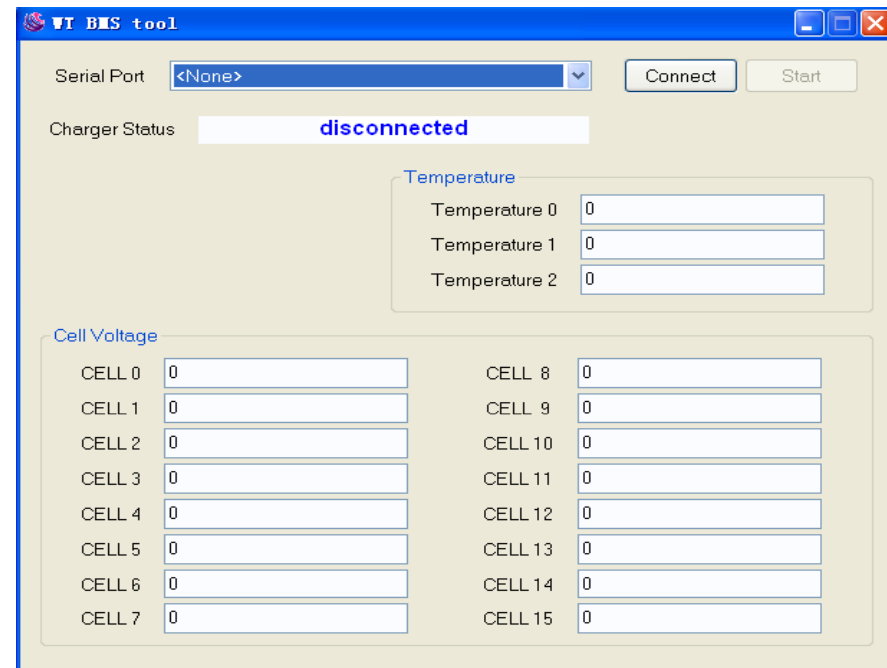 WT BMS tool
Serial Port <None> Connect Start
Charger Status disconnected
Temperature
Temperature 0 0
Temperature 1 0
Temperature 2 0
Cell Voltage
CELL 0 0 CELL 8 0
CELL 1 0 CELL 9 0
CELL 2 0 CELL 10 0
CELL 3 0 CELL 11 0
CELL 4 0 CELL 12 0
CELL 5 0 CELL 13 0
CELL 6 0 CELL 14 0
CELL 7 0 CELL 15 0